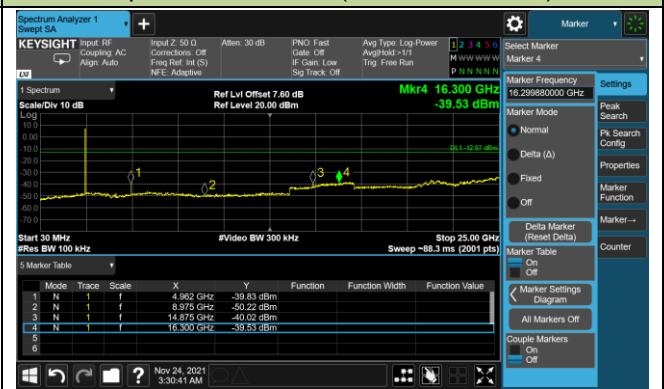 Spectrum Analyzer 1
Swept SA
+
Marker
KEYSIGHT
Input: RF
Coupling: AC
Align: Auto
Input Z: 50 Ω
Corrections: Off
Freq Ref: Int (S)
NFE: Adaptive
Atten: 30 dB
PNO: Fast
Gate: Off
IF Gain: Low
Sig Track: Off
Avg Type: Log-Power
Avg|Hold:>1/1
Trig: Free Run
1 2 3 4 5 6
M W W W W W
P N N N N N
LXI
Select Marker
Marker 4
1 Spectrum
Scale/Div 10 dB
Ref Lvl Offset 7.60 dB
Ref Level 20.00 dBm
Mkr4 16.300 GHz
-39.53 dBm
Log
10.0
0.00
-10.0
-20.0
-30.0
-40.0
-50.0
-60.0
-70.0
DL1 -12.97 dBm
1
2
3
4
Start 30 MHz
#Res BW 100 kHz
#Video BW 300 kHz
Stop 25.00 GHz
Sweep ~88.3 ms (2001 pts)
5 Marker Table
Mode Trace Scale X Y Function Function Width Function Value
1 N 1 f 4.962 GHz -39.83 dBm
2 N 1 f 8.975 GHz -50.22 dBm
3 N 1 f 14.875 GHz -40.02 dBm
4 N 1 f 16.300 GHz -39.53 dBm
5
6
Marker Frequency
16.299880000 GHz
Marker Mode
Normal
Delta (Δ)
Fixed
Off
Delta Marker
(Reset Delta)
Marker Table
On
Off
Marker Settings
Diagram
All Markers Off
Couple Markers
On
Off
Settings
Peak
Search
Pk Search
Config
Properties
Marker
Function
Marker→
Counter
?
Nov 24, 2021
3:30:41 AM